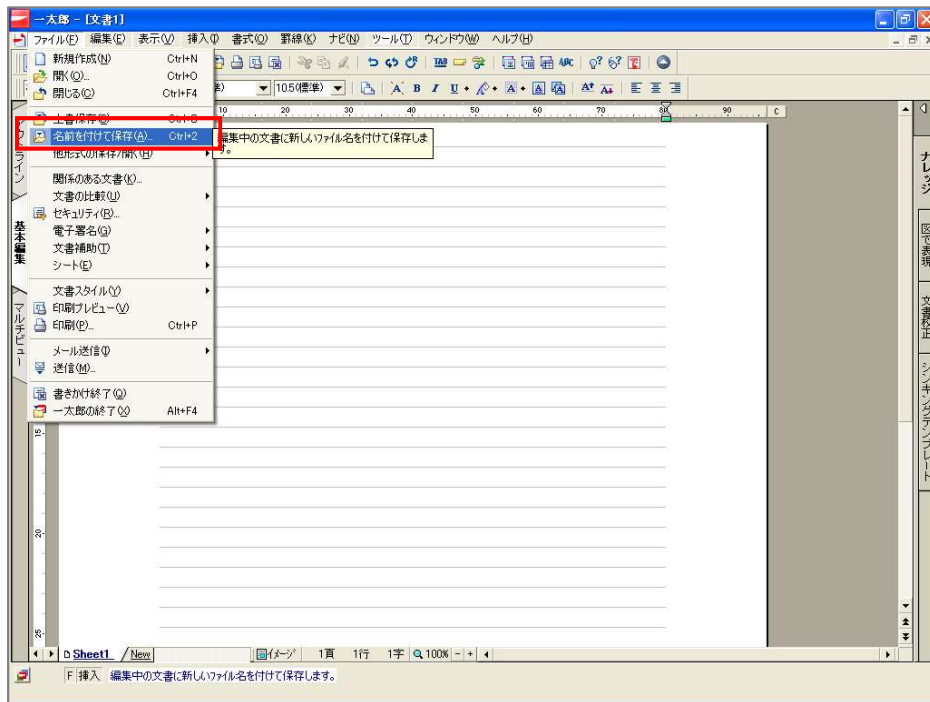 一太郎 - [文書1]
ファイル(F) 編集(E) 表示(V) 挿入(I) 書式(O) 罫線(K) ナビ(N) ツール(T) ウィンドウ(W) ヘルプ(H)
新規作成(N) Ctrl+N
開く(O)... Ctrl+O
閉じる(C) Ctrl+F4
10.5(標準)
10 20 30 40 50 60 70 80 90 c
上書保存(S) Ctrl+S
名前を付けて保存(A)... Ctrl+2
編集中の文書に新しいファイル名を付けて保存します。
他形式の保存/開く(H)
関係のある文書(K)...
文書の比較(U)
セキュリティ(R)...
電子署名(G)
文書補助(T)
シート(E)
文書スタイル(Y)
印刷プレビュー(V)
印刷(P)... Ctrl+P
メール送信(I)
送信(M)...
書きかけ終了(Q)
一太郎の終了(X) Alt+F4
基本編集
マルチビュー
ナレッジ
図で表現
文書校正
シンキングテンプレート
15
20
25
Sheet1 New イメージ 1頁 1行 1字 100% - +
F 挿入 編集中の文書に新しいファイル名を付けて保存します。